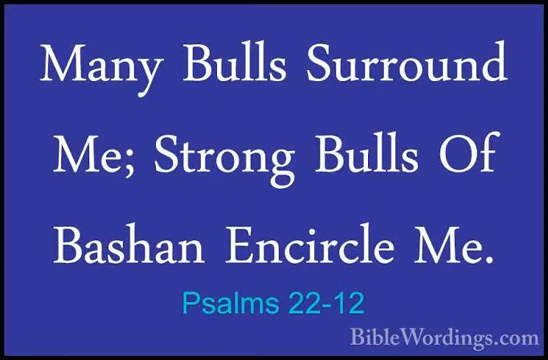 Many Bulls Surround
Me; Strong Bulls Of
Bashan Encircle Me.
Psalms 22-12
BibleWordings.com